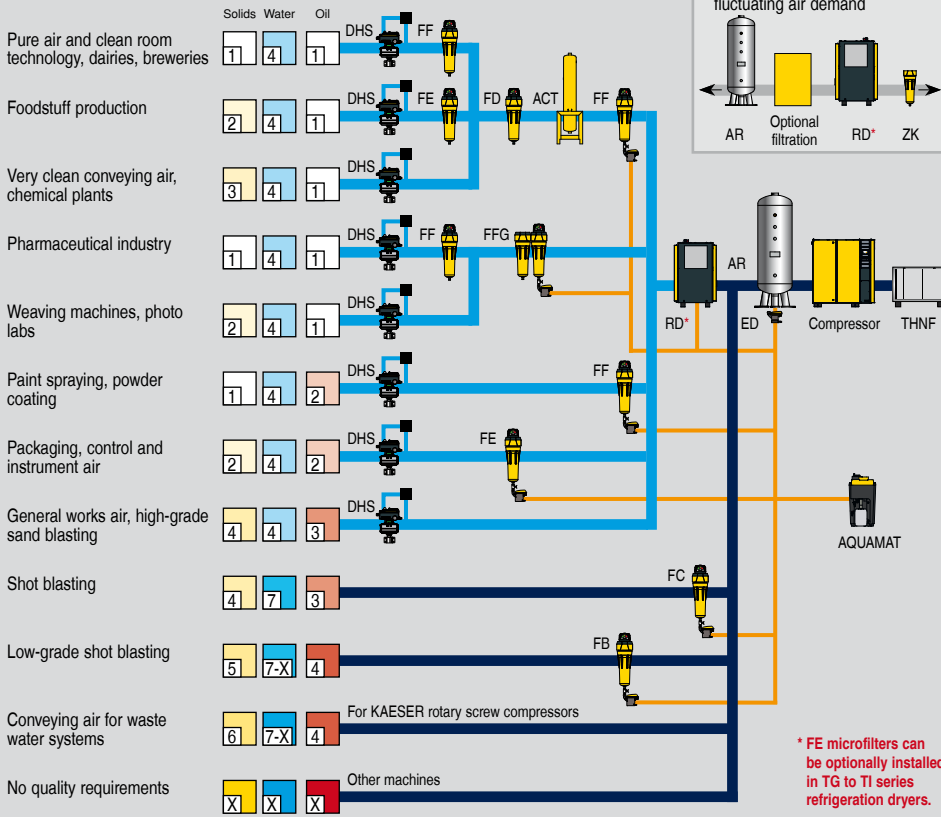 fluctuating air demand
AR
Optional
filtration
RD*
ZK
Solids Water Oil
Pure air and clean room
technology, dairies, breweries
1 4 1
DHS FF
Foodstuff production
2 4 1
DHS FE FD ACT FF
Very clean conveying air,
chemical plants
3 4 1
DHS
Pharmaceutical industry
1 4 1
DHS FF FFG
Weaving machines, photo
labs
2 4 1
DHS
AR
RD* ED Compressor THNF
Paint spraying, powder
coating
1 4 2
DHS FF
Packaging, control and
instrument air
2 4 2
DHS FE
General works air, high-grade
sand blasting
4 4 3
DHS
AQUAMAT
Shot blasting
4 7 3
FC
Low-grade shot blasting
5 7-X 4
FB
Conveying air for waste
water systems
6 7-X 4
For KAESER rotary screw compressors
No quality requirements
X X X
Other machines
* FE microfilters can
be optionally installed
in TG to TI series
refrigeration dryers.